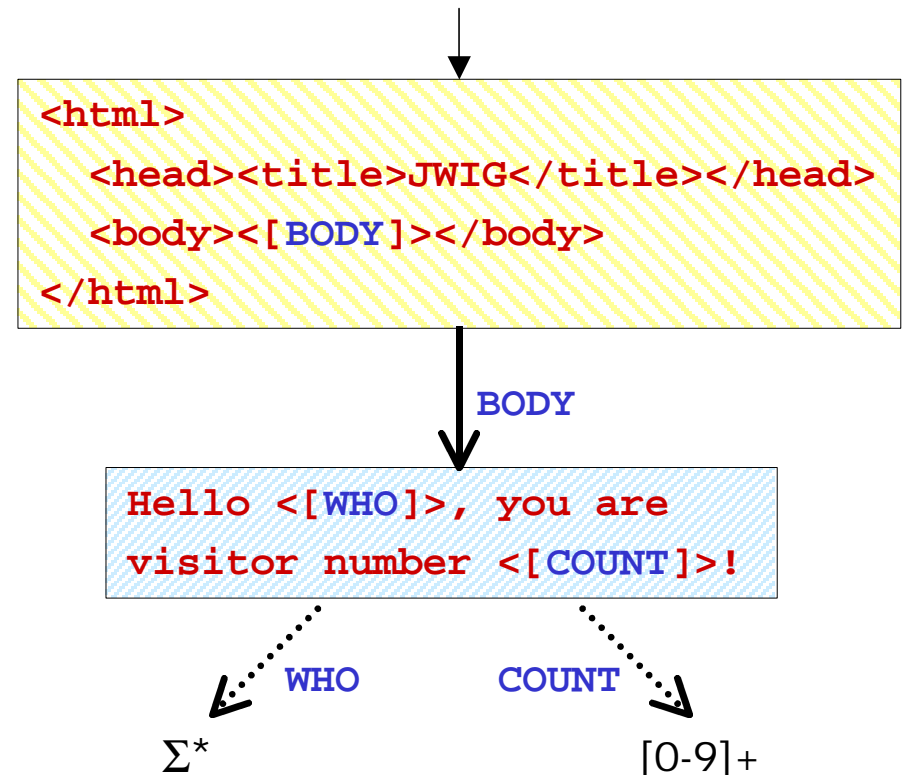 <html>
<head><title>JWIG</title></head>
<body><[BODY]></body>
</html>
BODY
Hello <[WHO]>, you are
visitor number <[COUNT]>!
WHO COUNT
Σ* [0-9]+